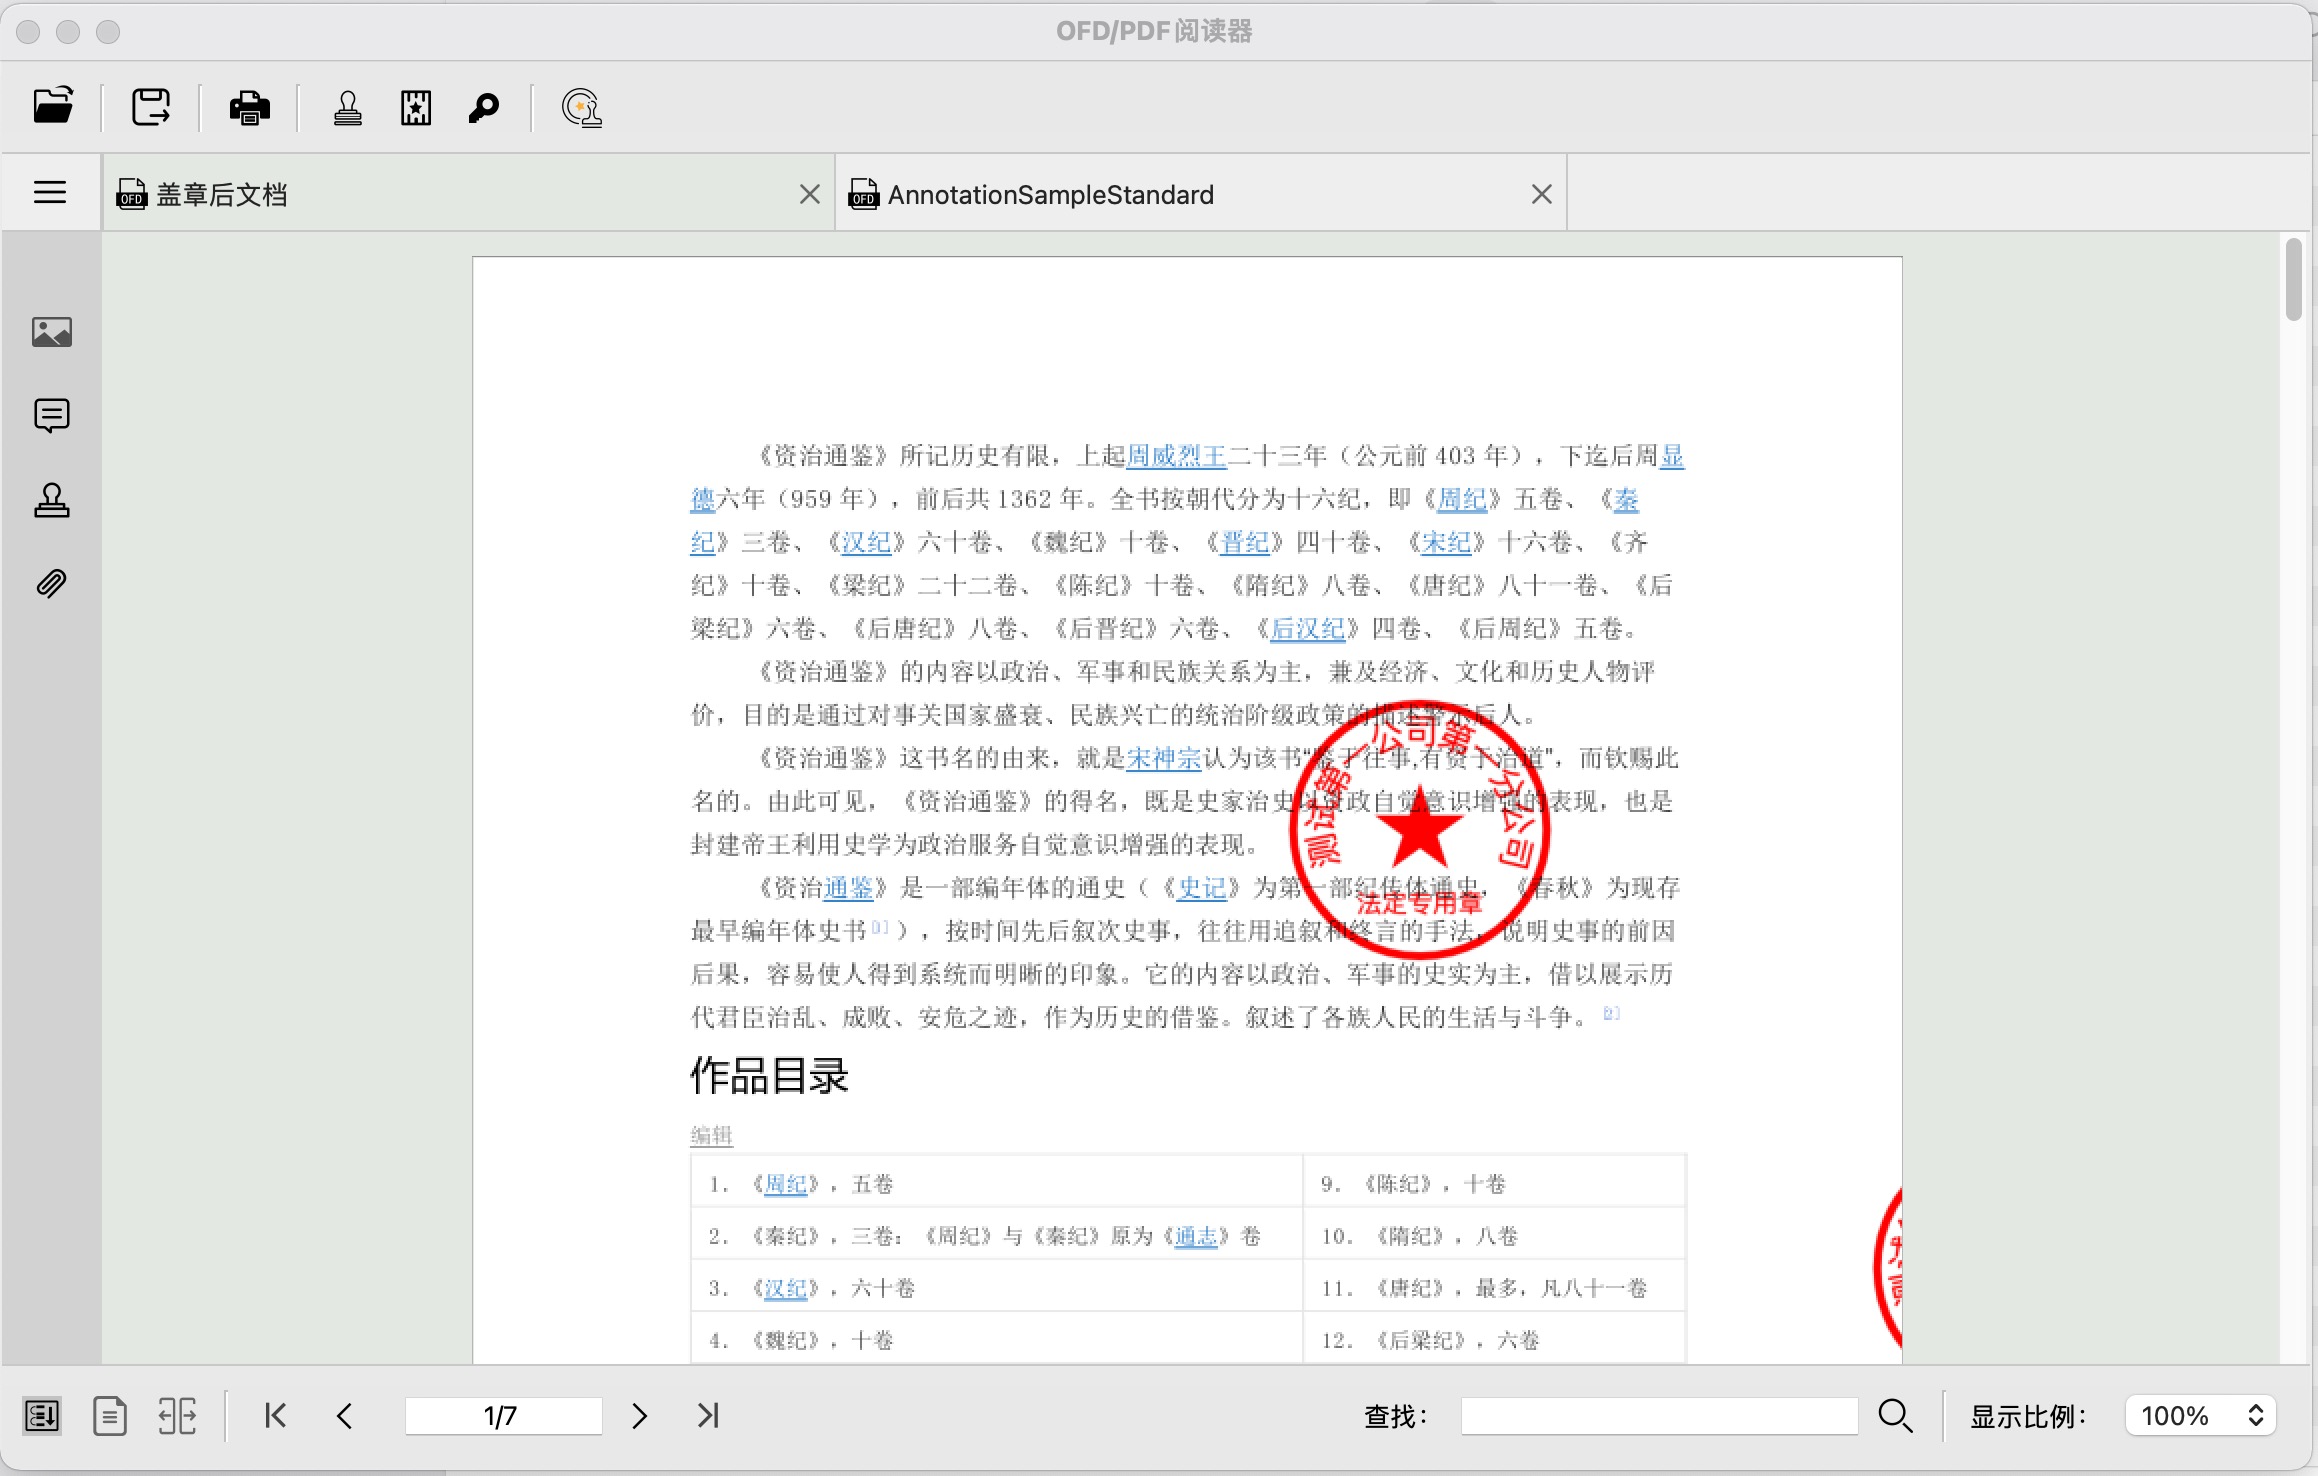 OFD/PDF阅读器
盖章后文档
AnnotationSampleStandard
《资治通鉴》所记历史有限，上起周威烈王二十三年（公元前 403 年），下迄后周显
德六年（959 年），前后共 1362 年。全书按朝代分为十六纪，即《周纪》五卷、《秦
纪》三卷、《汉纪》六十卷、《魏纪》十卷、《晋纪》四十卷、《宋纪》十六卷、《齐
纪》十卷、《梁纪》二十二卷、《陈纪》十卷、《隋纪》八卷、《唐纪》八十一卷、《后
梁纪》六卷、《后唐纪》八卷、《后晋纪》六卷、《后汉纪》四卷、《后周纪》五卷。
《资治通鉴》的内容以政治、军事和民族关系为主，兼及经济、文化和历史人物评
价，目的是通过对事关国家盛衰、民族兴亡的统治阶级政策的描述警示后人。
《资治通鉴》这书名的由来，就是宋神宗认为该书“鉴于往事,有资于治道”，而钦赐此
名的。由此可见，《资治通鉴》的得名，既是史家治史以资政自觉意识增强的表现，也是
封建帝王利用史学为政治服务自觉意识增强的表现。
《资治通鉴》是一部编年体的通史（《史记》为第一部纪传体通史，《春秋》为现存
最早编年体史书[1]），按时间先后叙次史事，往往用追叙和终言的手法，说明史事的前因
后果，容易使人得到系统而明晰的印象。它的内容以政治、军事的史实为主，借以展示历
代君臣治乱、成败、安危之迹，作为历史的借鉴。叙述了各族人民的生活与斗争。[2]
测试第一公司第一分公司
法定专用章
作品目录
编辑
1. 《周纪》，五卷
9. 《陈纪》，十卷
2. 《秦纪》，三卷：《周纪》与《秦纪》原为《通志》卷
10. 《隋纪》，八卷
3. 《汉纪》，六十卷
11. 《唐纪》，最多，凡八十一卷
4. 《魏纪》，十卷
12. 《后梁纪》，六卷
1/7
查找：
显示比例：
100%